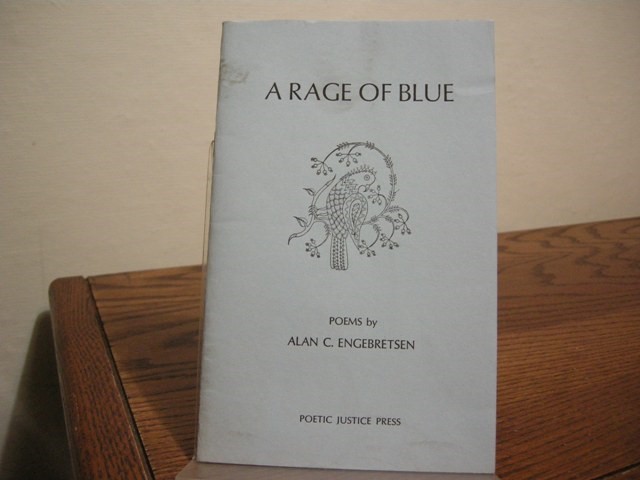 A RAGE OF BLUE
POEMS by
ALAN C. ENGEBRETSEN
POETIC JUSTICE PRESS